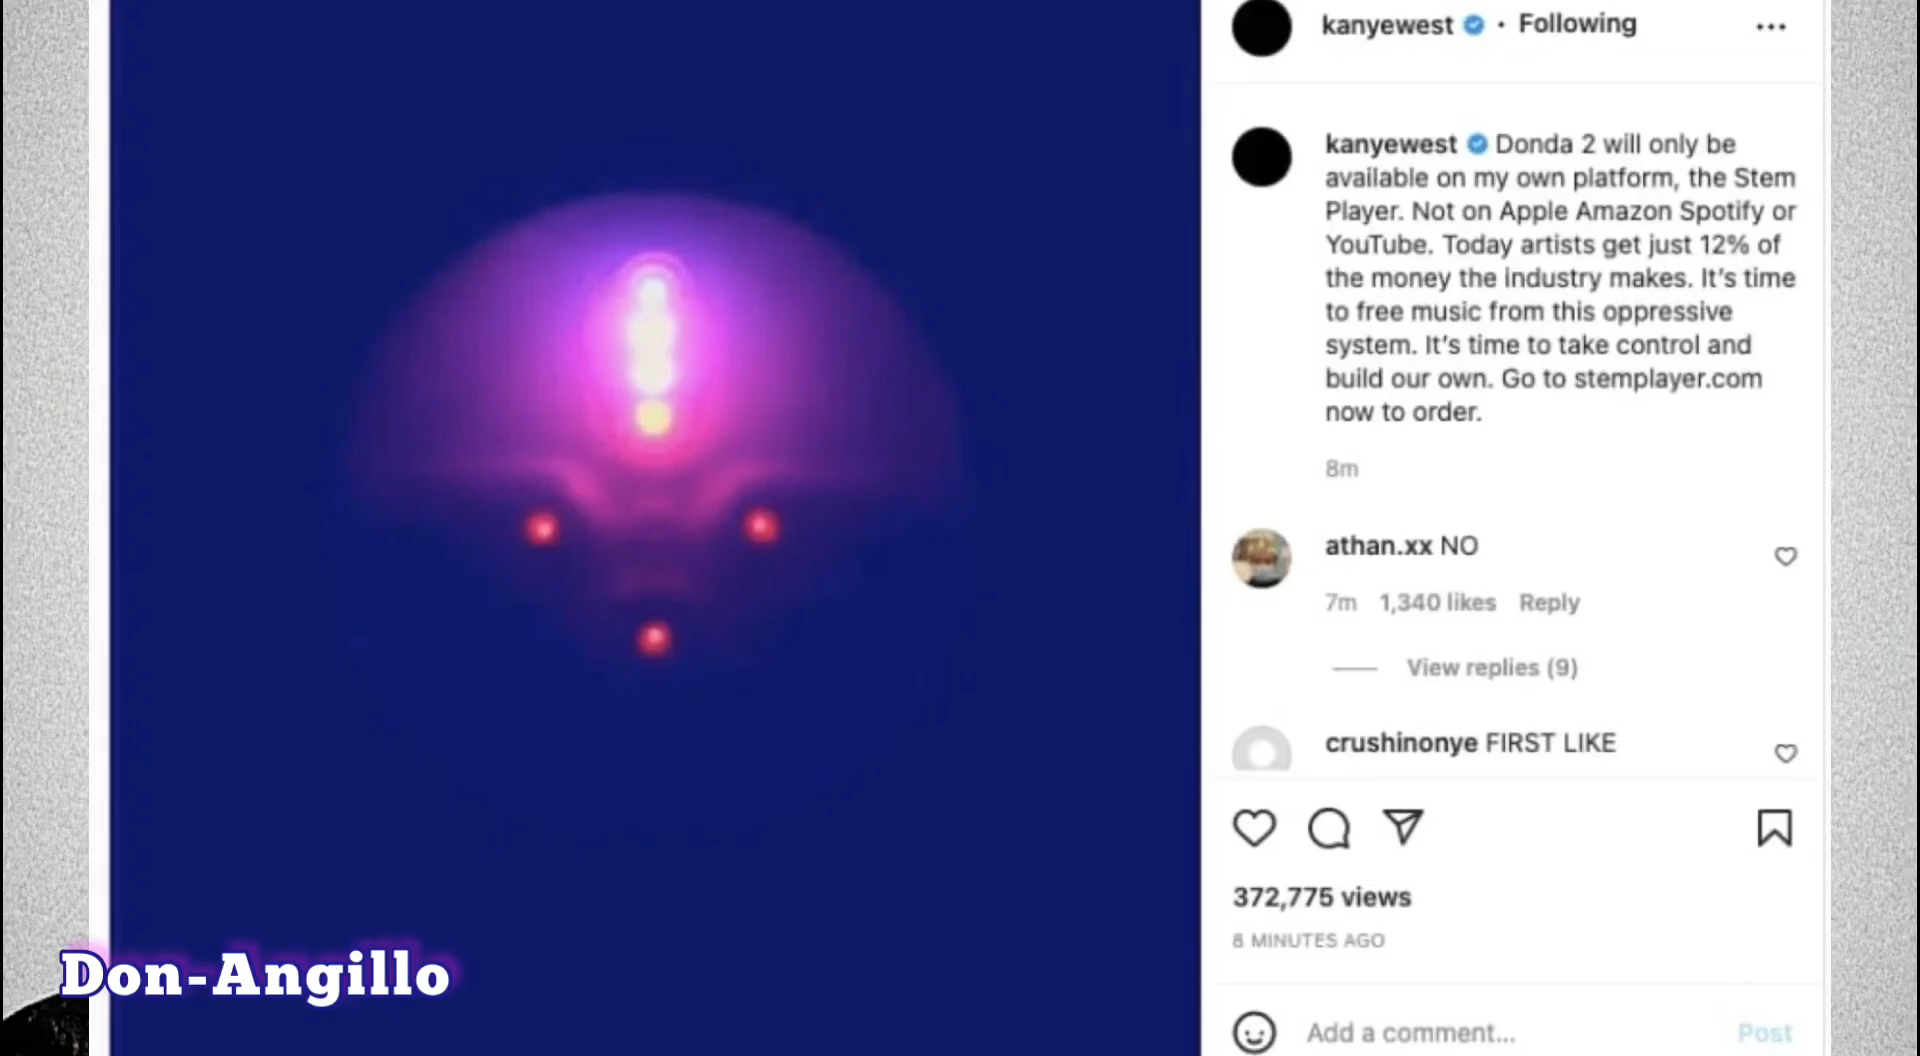 kanyewest • Following
kanyewest Donda 2 will only be
available on my own platform, the Stem
Player. Not on Apple Amazon Spotify or
YouTube. Today artists get just 12% of
the money the industry makes. It's time
to free music from this oppressive
system. It's time to take control and
build our own. Go to stemplayer.com
now to order.
8m
athan.xx NO
7m 1,340 likes Reply
View replies (9)
crushinonye FIRST LIKE
372,775 views
8 MINUTES AGO
Add a comment... Post
Don-Angillo